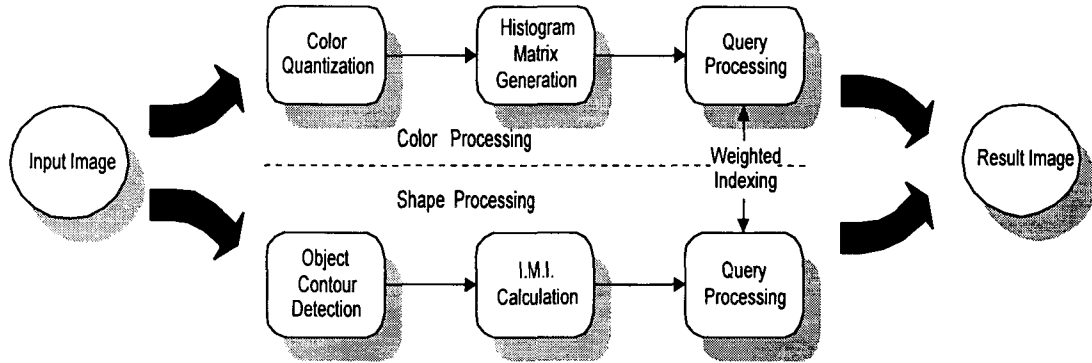 Color
Quantization
Histogram
Matrix
Generation
Query
Processing
Input Image
Color Processing
Weighted
Indexing
Result Image
Shape Processing
Object
Contour
Detection
I.M.I.
Calculation
Query
Processing